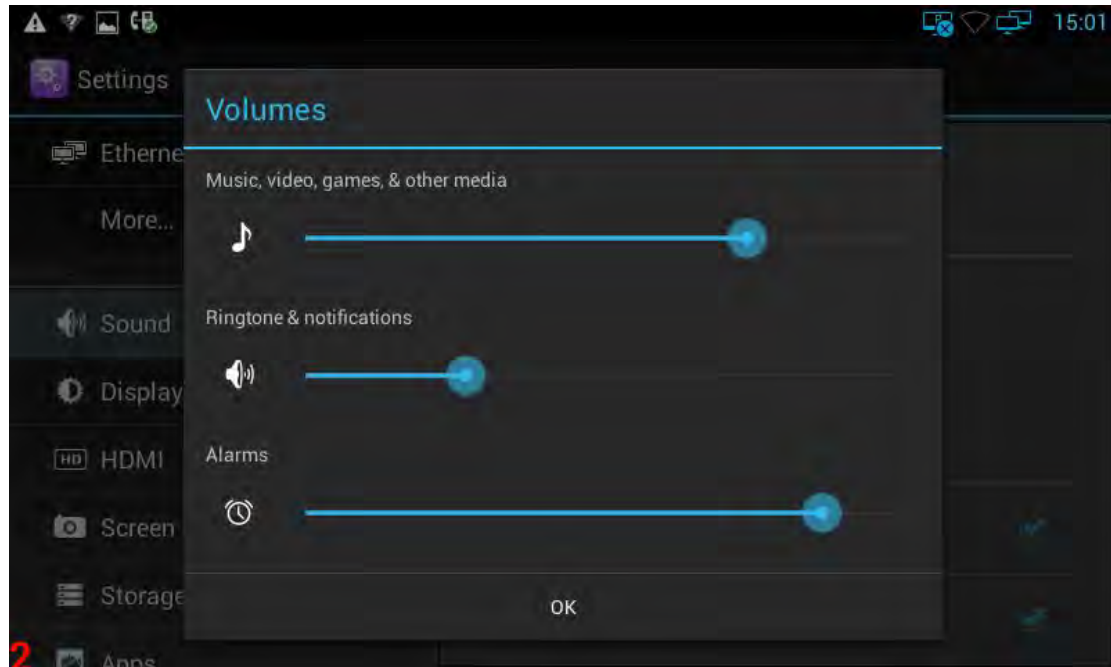 15:01
Settings
Volumes
Etherne
Music, video, games, & other media
More...
Ringtone & notifications
Sound
Display
Alarms
HD HDMI
Screen
Storage
OK
2
Apps